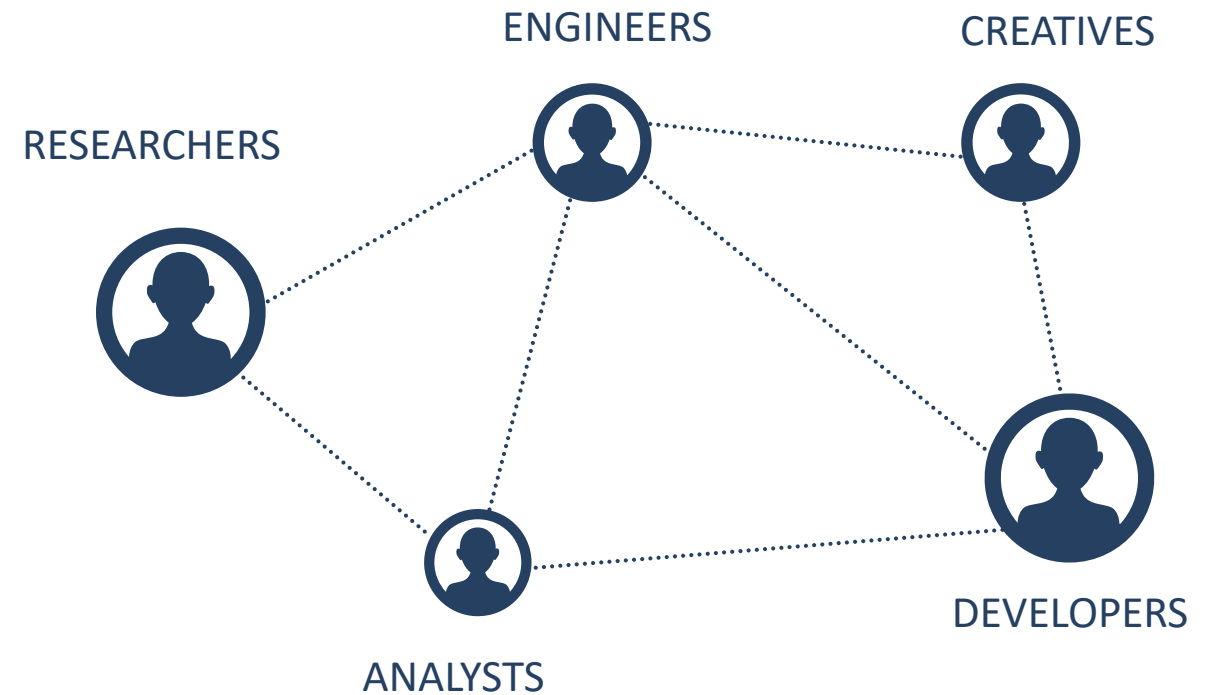 ENGINEERS
CREATIVES
RESEARCHERS
DEVELOPERS
ANALYSTS